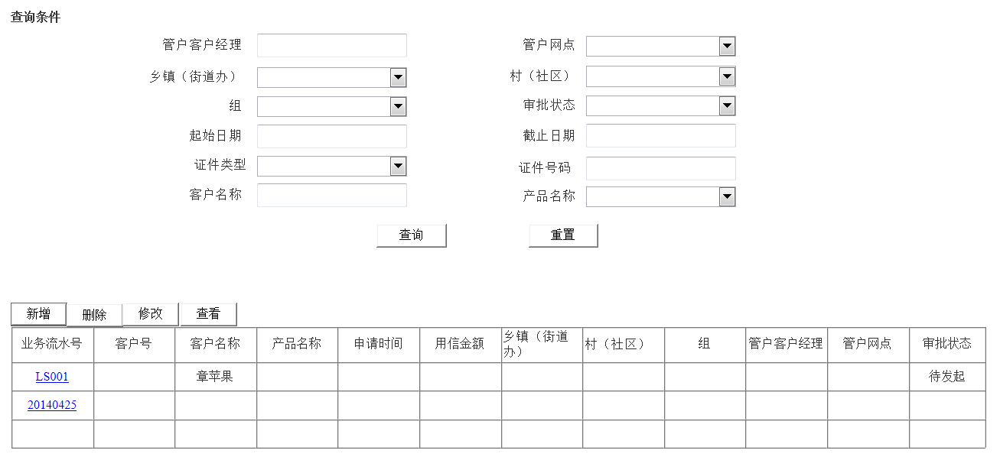 查询条件
管户客户经理 管户网点
乡镇（街道办） 村（社区）
组 审批状态
起始日期 截止日期
证件类型 证件号码
客户名称 产品名称
查询 重置
新增 删除 修改 查看
业务流水号 客户号 客户名称 产品名称 申请时间 用信金额 乡镇（街道办） 村（社区） 组 管户客户经理 管户网点 审批状态
LS001 章苹果 待发起
20140425